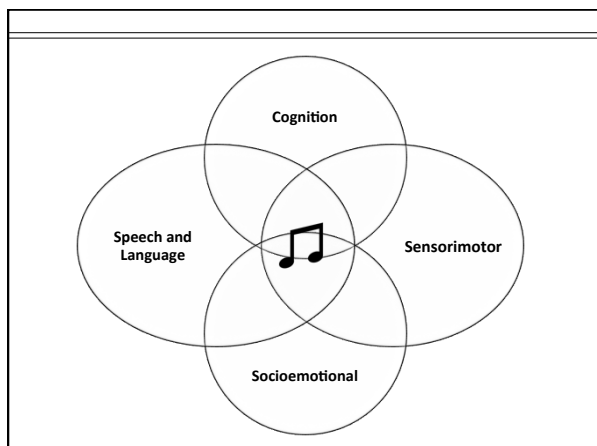 Cognition
Speech and
Language
Sensorimotor
Socioemotional